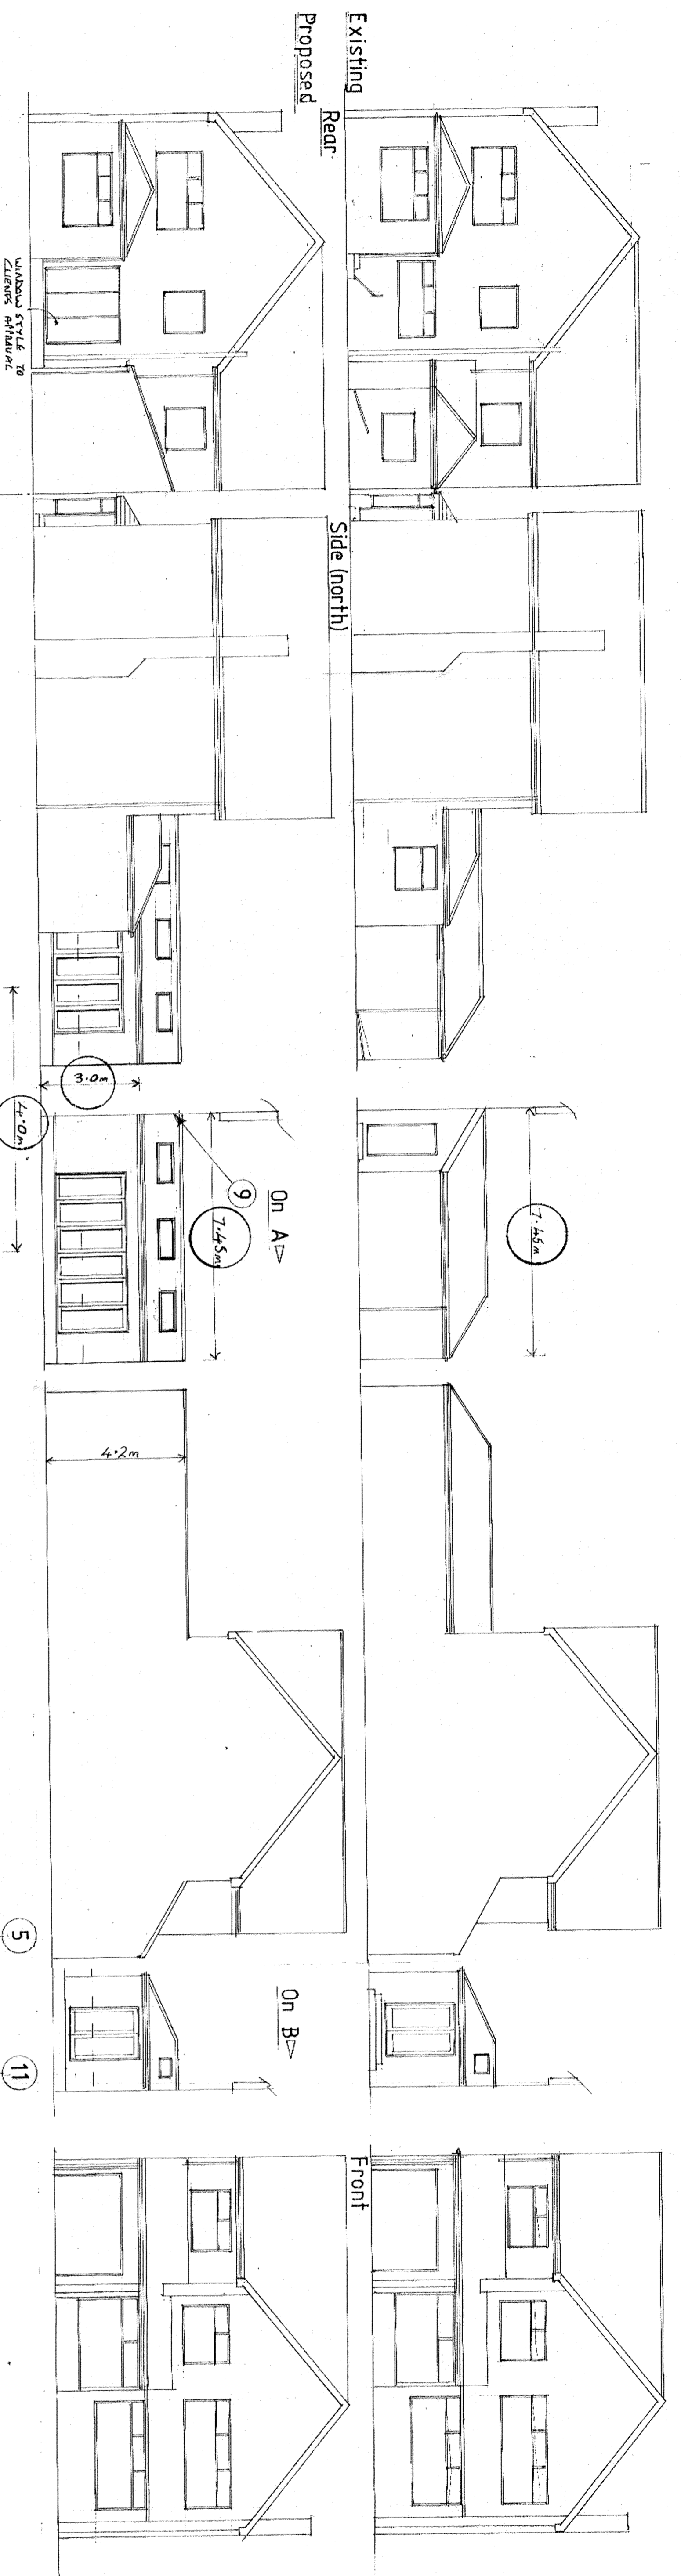 Existing
Proposed
Rear.
Side (north)
On A
On B
Front
7.45m
7.45m
9
3.0m
4.0m
4.2m
5
11
WINDOW STYLE TO
CLIENTS APPROVAL